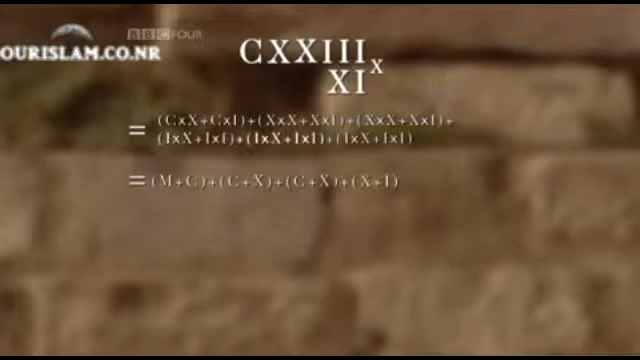 BBC FOUR
OURISLAM.CO.NR
CXXIII
XI x
= (CxX+CxI)+(XxX+XxI)+(XxX+XxI)+
(IxX+IxI)+(IxX+IxI)+(IxX+IxI)
= (M+C)+(C+X)+(C+X)+(X+I)